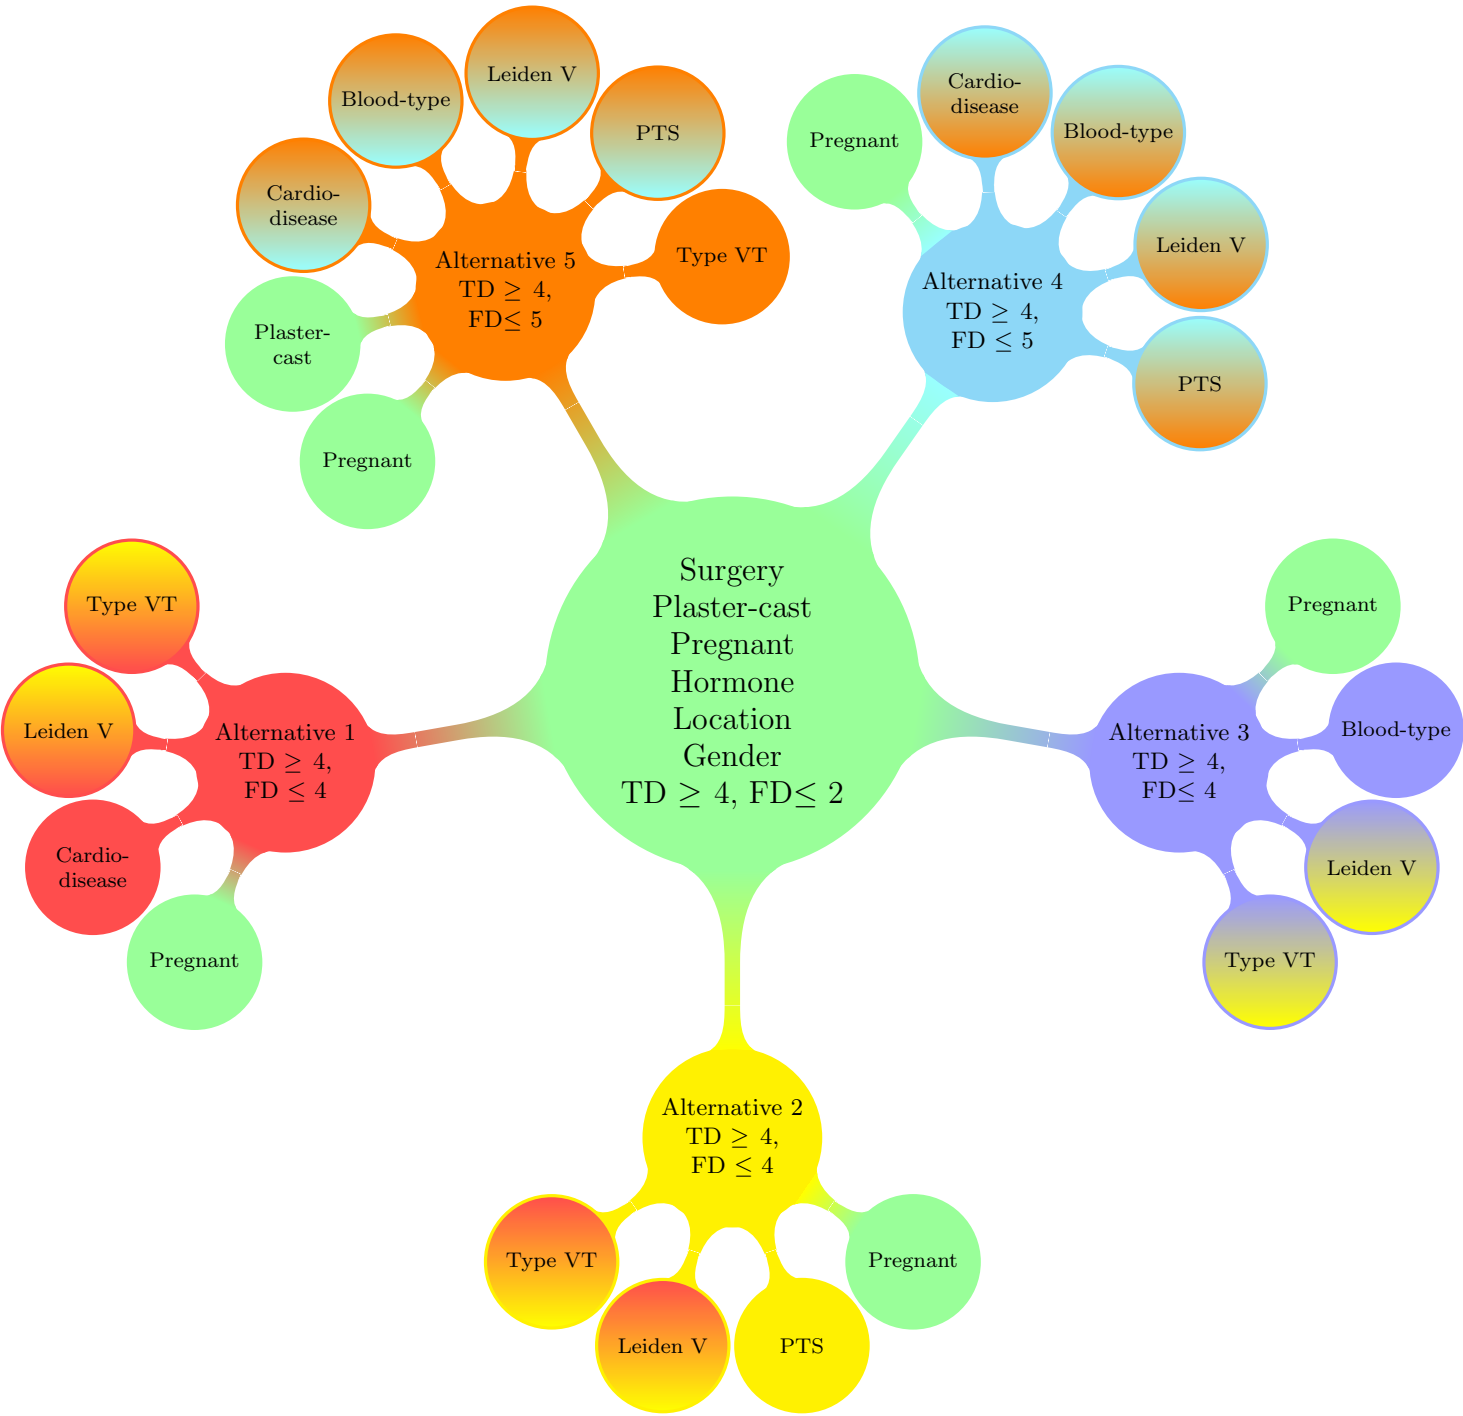 Leiden V
Blood-type
PTS
Cardio-
disease
Type VT
Alternative 5
TD ≥ 4,
FD≤ 5
Plaster-
cast
Pregnant
Pregnant
Cardio-
disease
Blood-type
Leiden V
PTS
Alternative 4
TD ≥ 4,
FD ≤ 5
Surgery
Plaster-cast
Pregnant
Hormone
Location
Gender
TD ≥ 4, FD≤ 2
Type VT
Leiden V
Cardio-
disease
Pregnant
Alternative 1
TD ≥ 4,
FD ≤ 4
Pregnant
Blood-type
Leiden V
Type VT
Alternative 3
TD ≥ 4,
FD≤ 4
Alternative 2
TD ≥ 4,
FD ≤ 4
Type VT
Leiden V
PTS
Pregnant